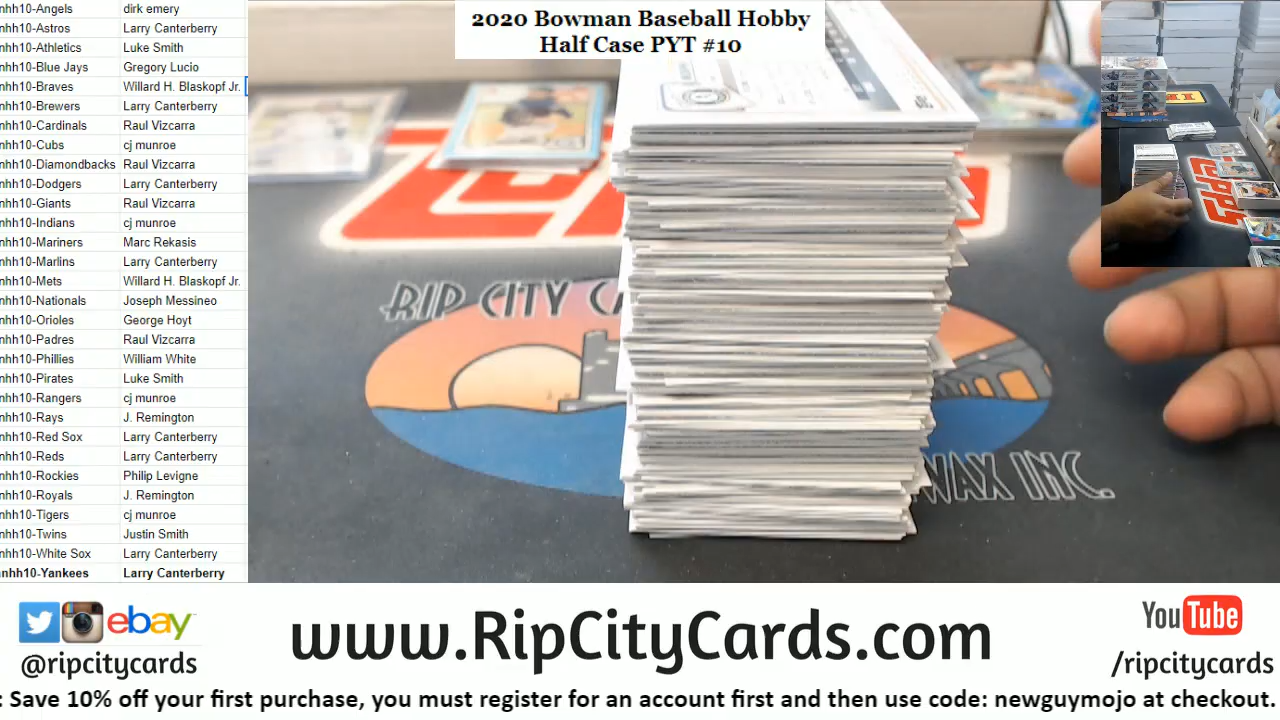 2020 Bowman Baseball Hobby
Half Case PYT #10
nhh10-Angels dirk emery
nhh10-Astros Larry Canterberry
nhh10-Athletics Luke Smith
nhh10-Blue Jays Gregory Lucio
nhh10-Braves Willard H. Blaskopf Jr.
nhh10-Brewers Larry Canterberry
nhh10-Cardinals Raul Vizcarra
nhh10-Cubs cj munroe
nhh10-Diamondbacks Raul Vizcarra
nhh10-Dodgers Larry Canterberry
nhh10-Giants Raul Vizcarra
nhh10-Indians cj munroe
nhh10-Mariners Marc Rekasis
nhh10-Marlins Larry Canterberry
nhh10-Mets Willard H. Blaskopf Jr.
nhh10-Nationals Joseph Messineo
nhh10-Orioles George Hoyt
nhh10-Padres Raul Vizcarra
nhh10-Phillies William White
nhh10-Pirates Luke Smith
nhh10-Rangers cj munroe
nhh10-Rays J. Remington
nhh10-Red Sox Larry Canterberry
nhh10-Reds Larry Canterberry
nhh10-Rockies Philip Levigne
nhh10-Royals J. Remington
nhh10-Tigers cj munroe
nhh10-Twins Justin Smith
nhh10-White Sox Larry Canterberry
nhh10-Yankees Larry Canterberry
RIP CITY
WAX INC.
ebay
@ripcitycards
www.RipCityCards.com
YouTube
/ripcitycards
: Save 10% off your first purchase, you must register for an account first and then use code: newguymojo at checkout.